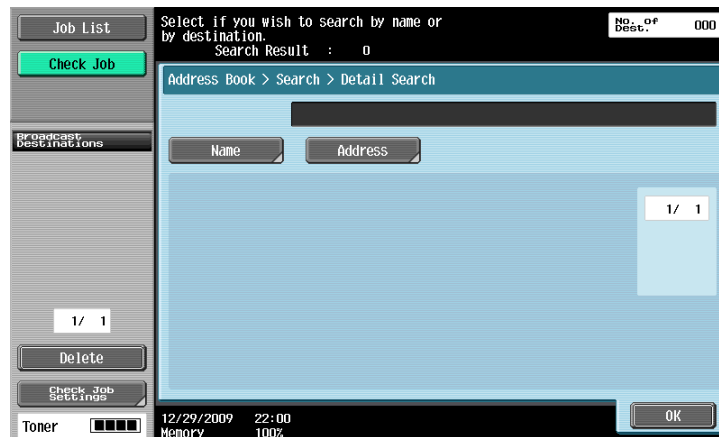 Job List
Check Job
Broadcast
Destinations
1/ 1
Delete
Check Job
Settings
Toner
Select if you wish to search by name or
by destination.
Search Result : 0
No. of
Dest. 000
Address Book > Search > Detail Search
Name Address
1/ 1
OK
12/29/2009 22:00
Memory 100%